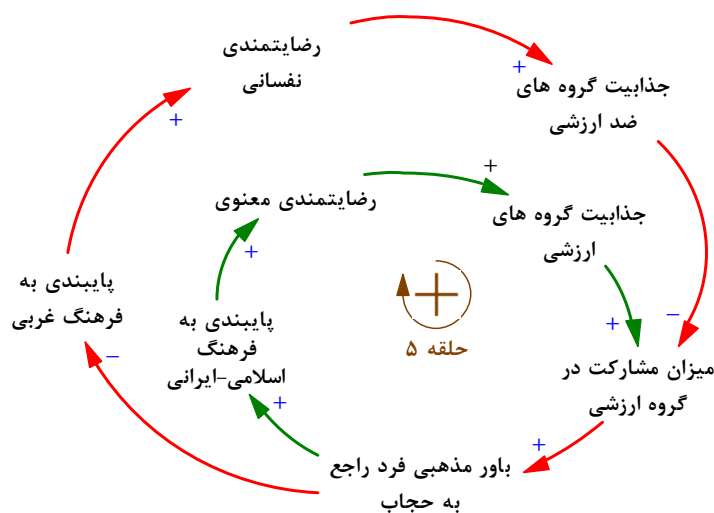 رضایتمندی
نفسانی
+
جذابیت گروه های
ضد ارزشی
+
+
رضایتمندی معنوی
جذابیت گروه های
ارزشی
+
پایبندی به
فرهنگ غربی
پایبندی به
فرهنگ
اسلامی-ایرانی
حلقه ۵
+
−
میزان مشارکت در
گروه ارزشی
−
+
+
باور مذهبی فرد راجع
به حجاب